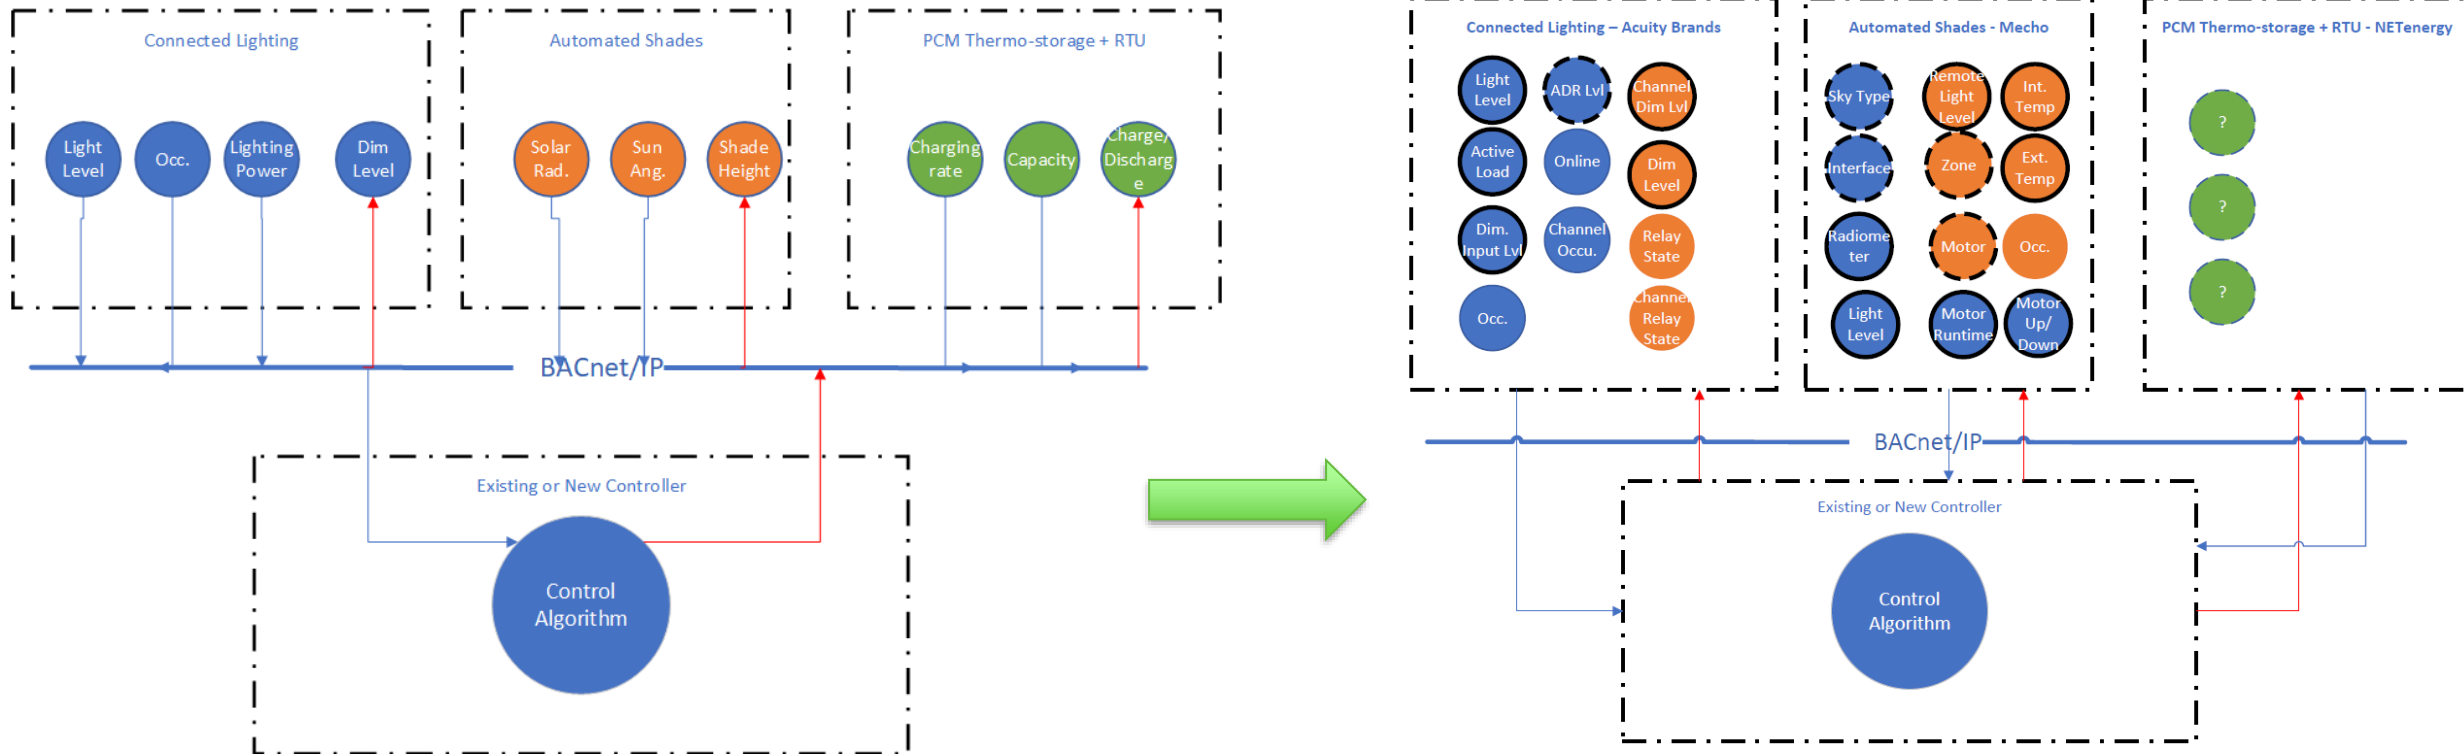 Connected Lighting
Light
Level
Occ.
Lighting
Power
Dim
Level
Automated Shades
Solar
Rad.
Sun
Ang.
Shade
Height
PCM Thermo-storage + RTU
Charging
rate
Capacity
Charge/
Discharg
e
BACnet/IP
Existing or New Controller
Control
Algorithm
Connected Lighting – Acuity Brands
Light
Level
ADR Lvl
Channel
Dim Lvl
Active
Load
Online
Dim
Level
Dim.
Input Lvl
Channel
Occu.
Relay
State
Occ.
Channel
Relay
State
Automated Shades - Mecho
Sky Type
Remote
Light
Level
Int.
Temp
Interface
Zone
Ext.
Temp
Radiome
ter
Motor
Occ.
Light
Level
Motor
Runtime
Motor
Up/
Down
PCM Thermo-storage + RTU - NETenergy
?
?
?
BACnet/IP
Existing or New Controller
Control
Algorithm